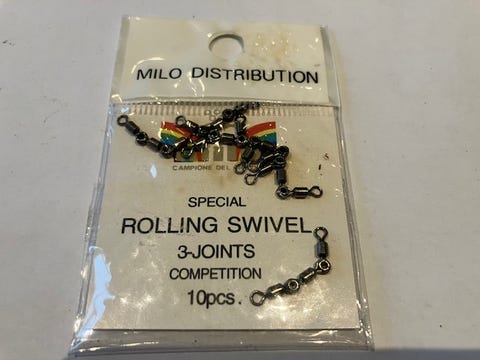 MILO DISTRIBUTION
CAMPIONE DEL
SPECIAL
ROLLING SWIVEL
3-JOINTS
COMPETITION
10pcs.